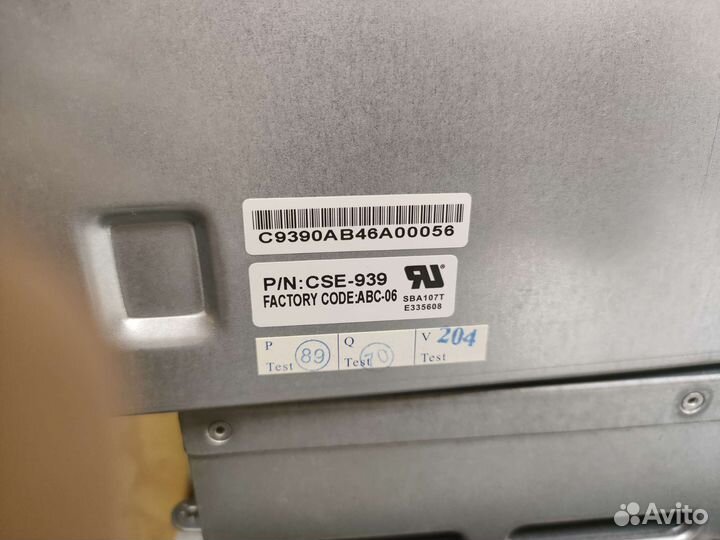 C9390AB46A00056
P/N:CSE-939
FACTORY CODE:ABC-06
SBA107T
E335608
P Test 89
Q Test 70
V Test 204
Avito